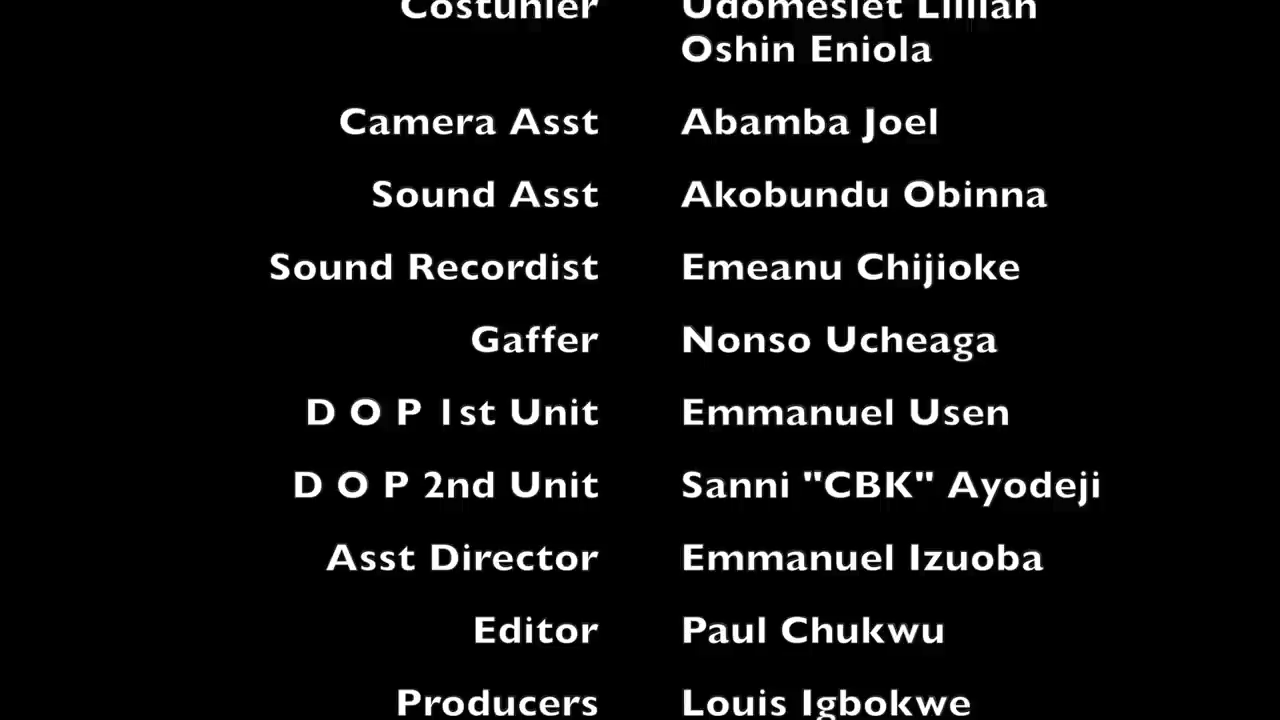 Costumier Udomesiet Lillian
Oshin Eniola
Camera Asst Abamba Joel
Sound Asst Akobundu Obinna
Sound Recordist Emeanu Chijioke
Gaffer Nonso Ucheaga
D O P 1st Unit Emmanuel Usen
D O P 2nd Unit Sanni "CBK" Ayodeji
Asst Director Emmanuel Izuoba
Editor Paul Chukwu
Producers Louis Igbokwe